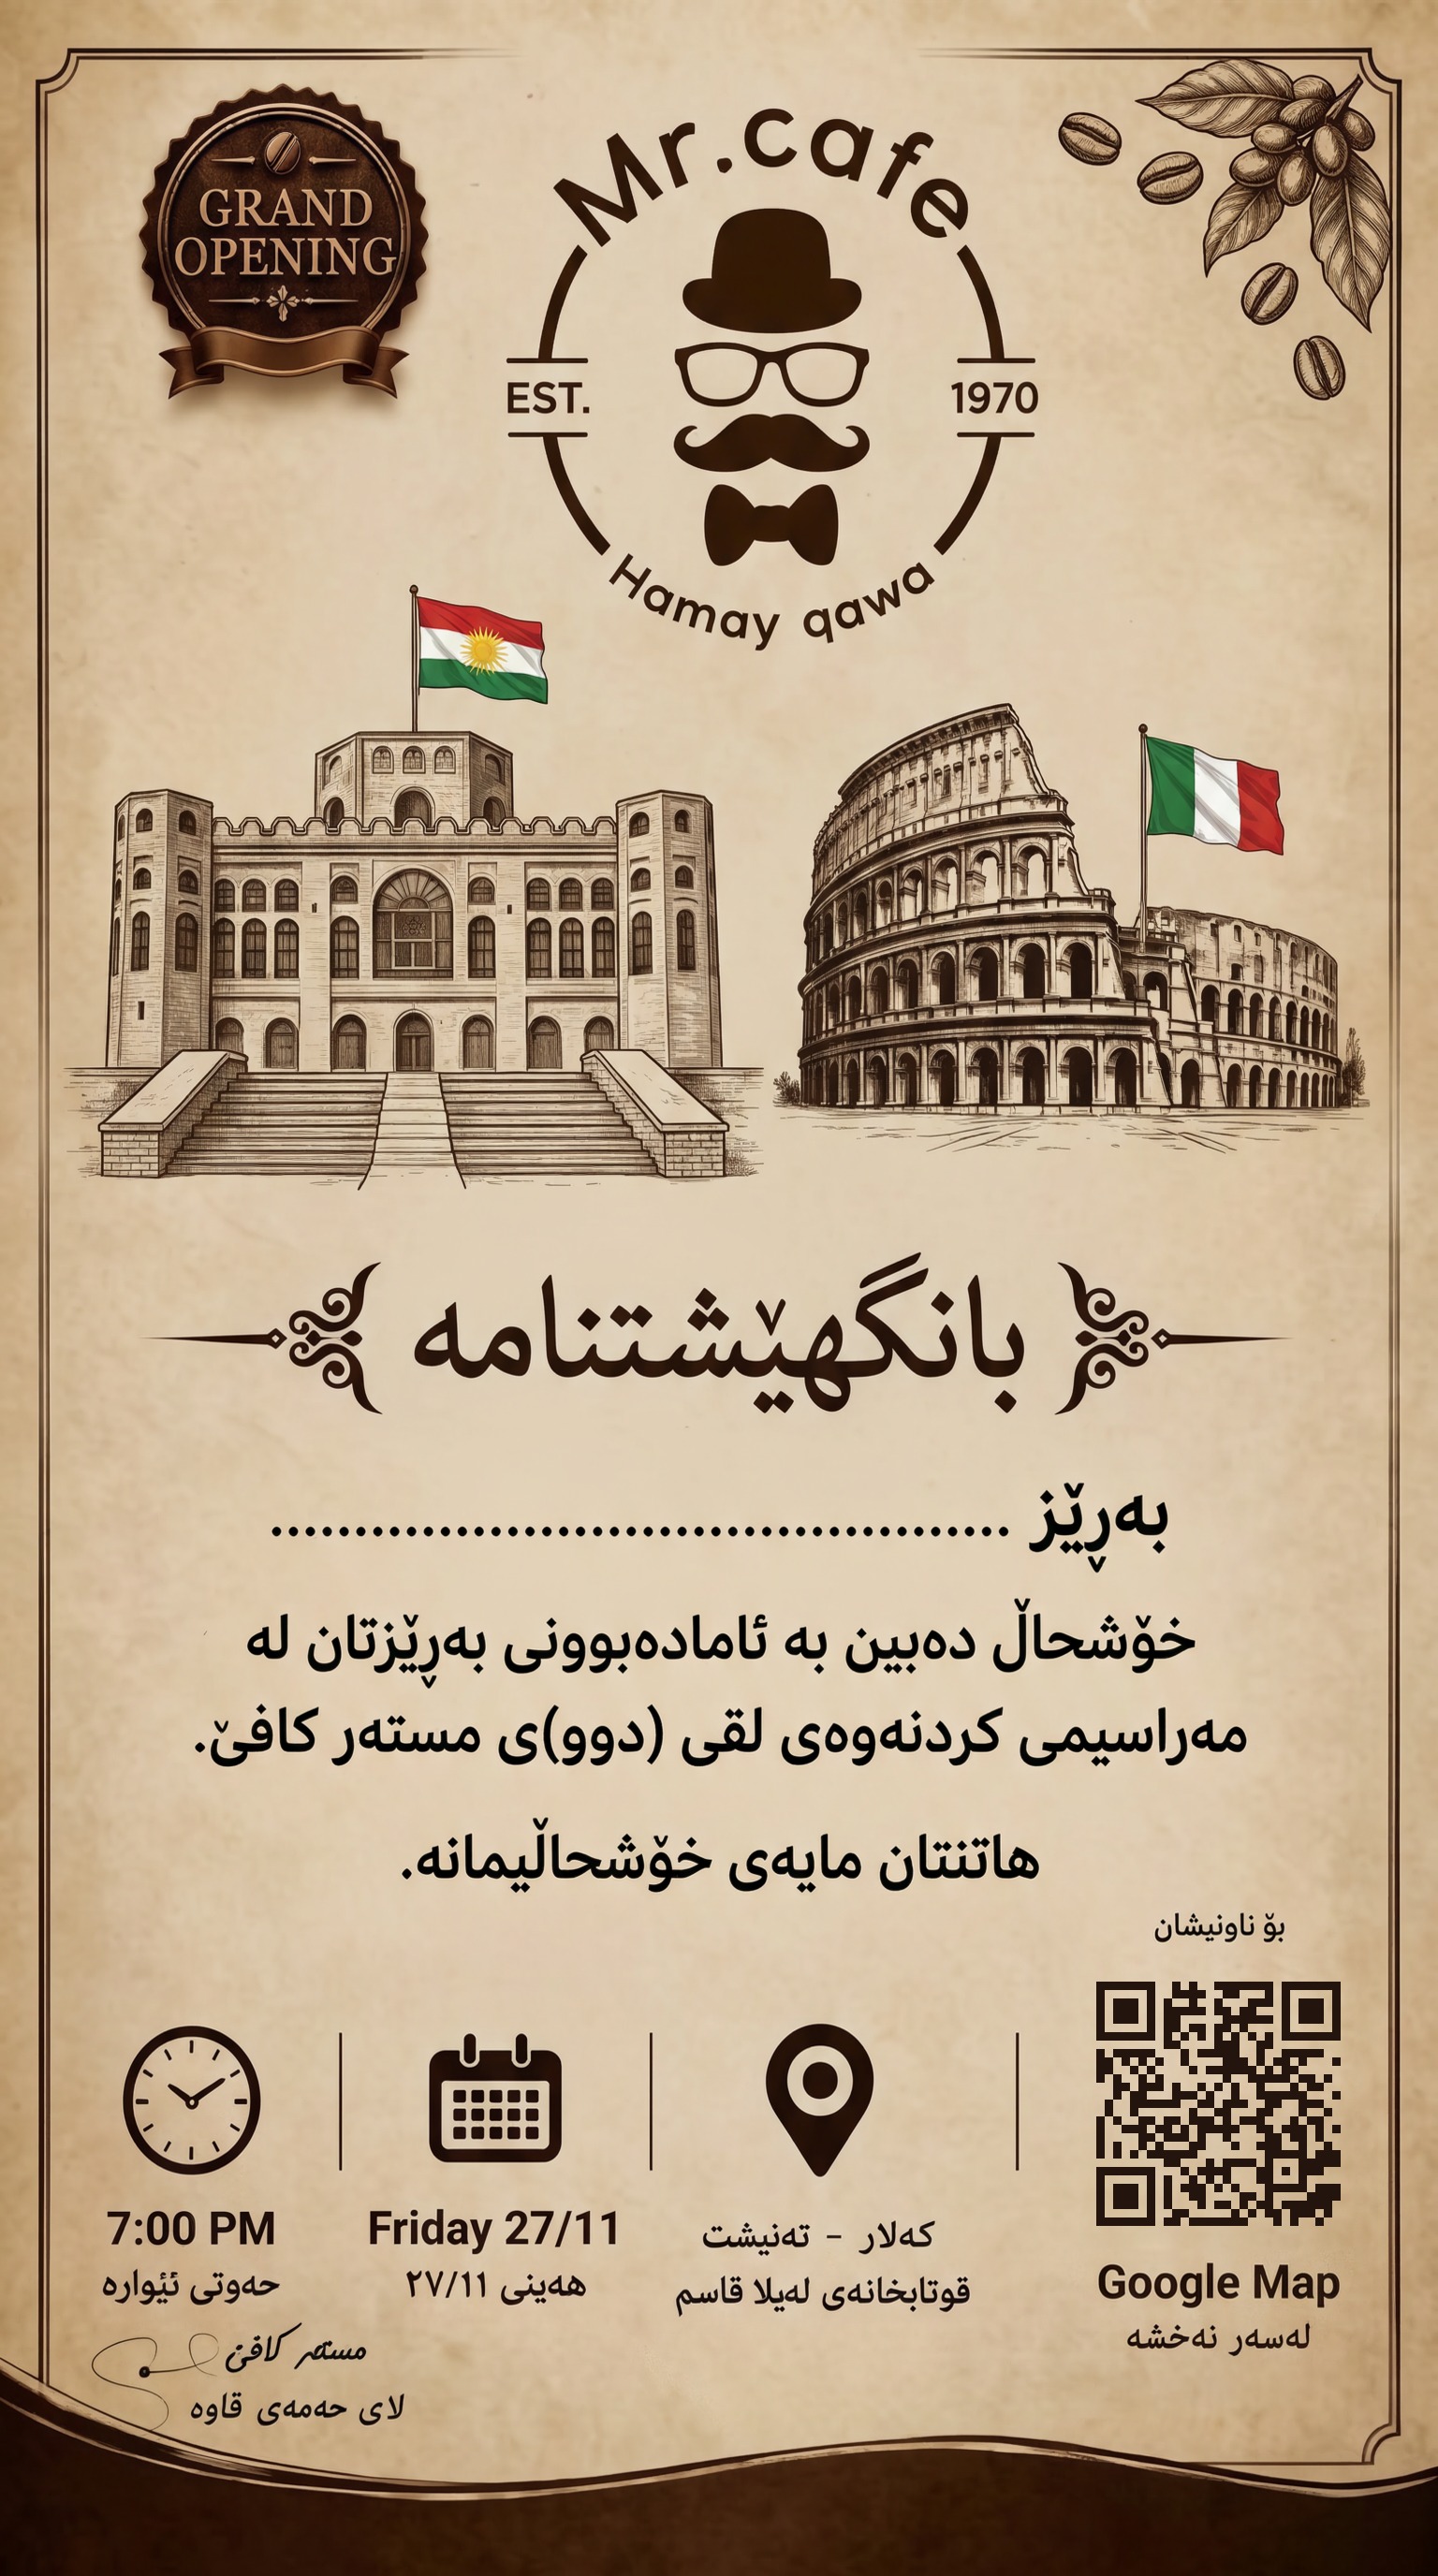 GRAND
OPENING
Mr.cafe
EST. 1970
Hamay qawa
بانگهێشتنامە
بەڕێز ............................................
خۆشحاڵ دەبین بە ئامادەبوونی بەڕێزتان لە
مەراسیمی کردنەوەی لقی (دوو)ی مستەر کافێ.
هاتنتان مایەی خۆشحاڵیمانە.
بۆ ناونیشان
7:00 PM
حەوتی ئێوارە
Friday 27/11
هەینی ٢٧/١١
کەلار - تەنیشت
قوتابخانەی لەیلا قاسم
Google Map
لەسەر نەخشە
مستەر کافێ
لای حەمەی قاوە